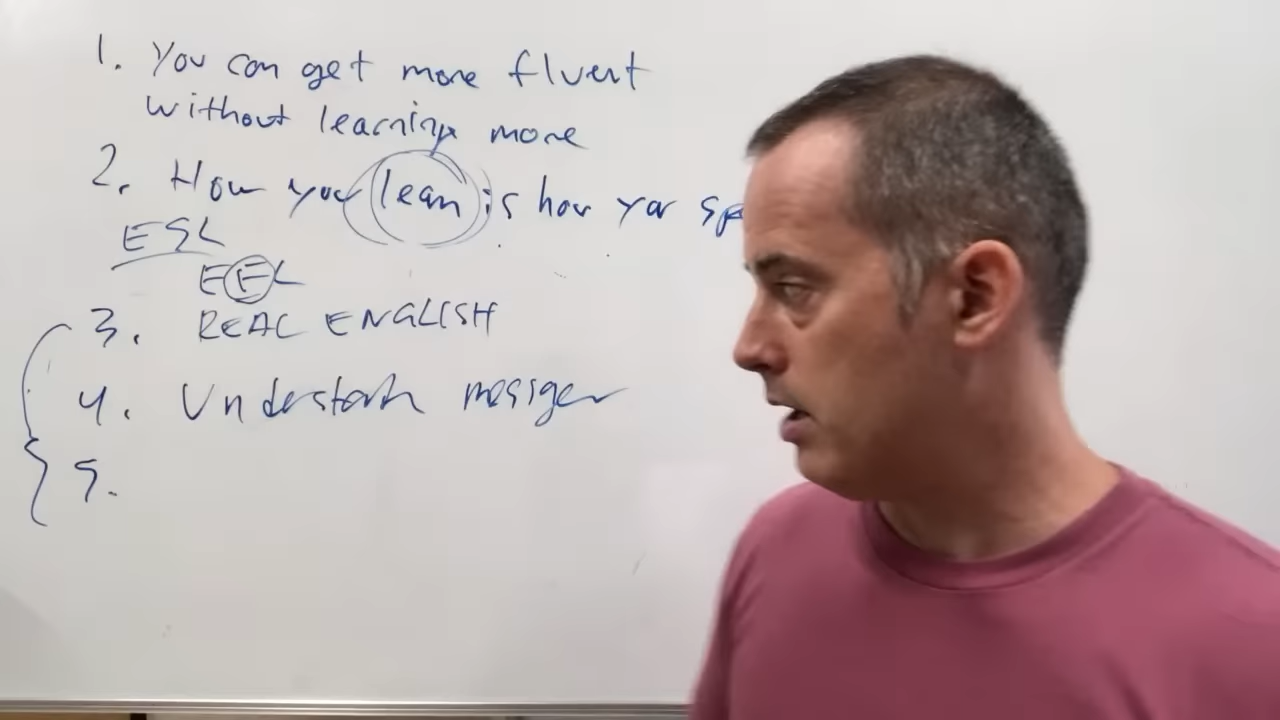 1. You can get more fluent
without learning more
2. How you learn is how you sp
ESL
EFL
3. REAL ENGLISH
4. Understand
5.